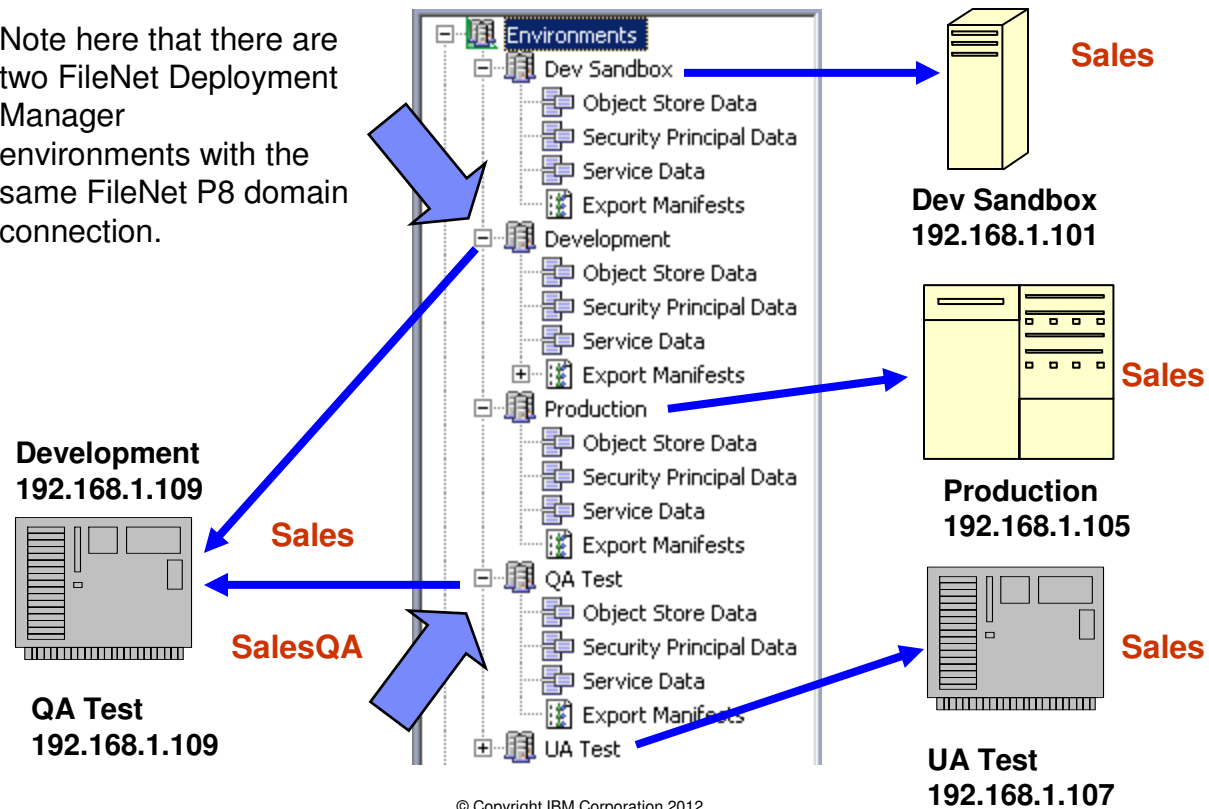 Note here that there are
two FileNet Deployment
Manager
environments with the
same FileNet P8 domain
connection.
Environments
Dev Sandbox
Object Store Data
Security Principal Data
Service Data
Export Manifests
Development
Object Store Data
Security Principal Data
Service Data
Export Manifests
Production
Object Store Data
Security Principal Data
Service Data
Export Manifests
QA Test
Object Store Data
Security Principal Data
Service Data
Export Manifests
UA Test
Sales
Dev Sandbox
192.168.1.101
Sales
Production
192.168.1.105
Development
192.168.1.109
Sales
SalesQA
QA Test
192.168.1.109
Sales
UA Test
192.168.1.107
© Copyright IBM Corporation 2012